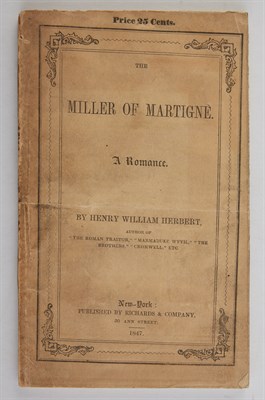 Price 25 Cents.
THE
MILLER OF MARTIGNÉ.
A Romance.
BY HENRY WILLIAM HERBERT,
AUTHOR OF
"THE ROMAN TRAITOR," "MARMADUKE WYVIL," "THE
BROTHERS," "CROMWELL," ETC.
New-York:
PUBLISHED BY RICHARDS & COMPANY,
30 ANN STREET.
1847.